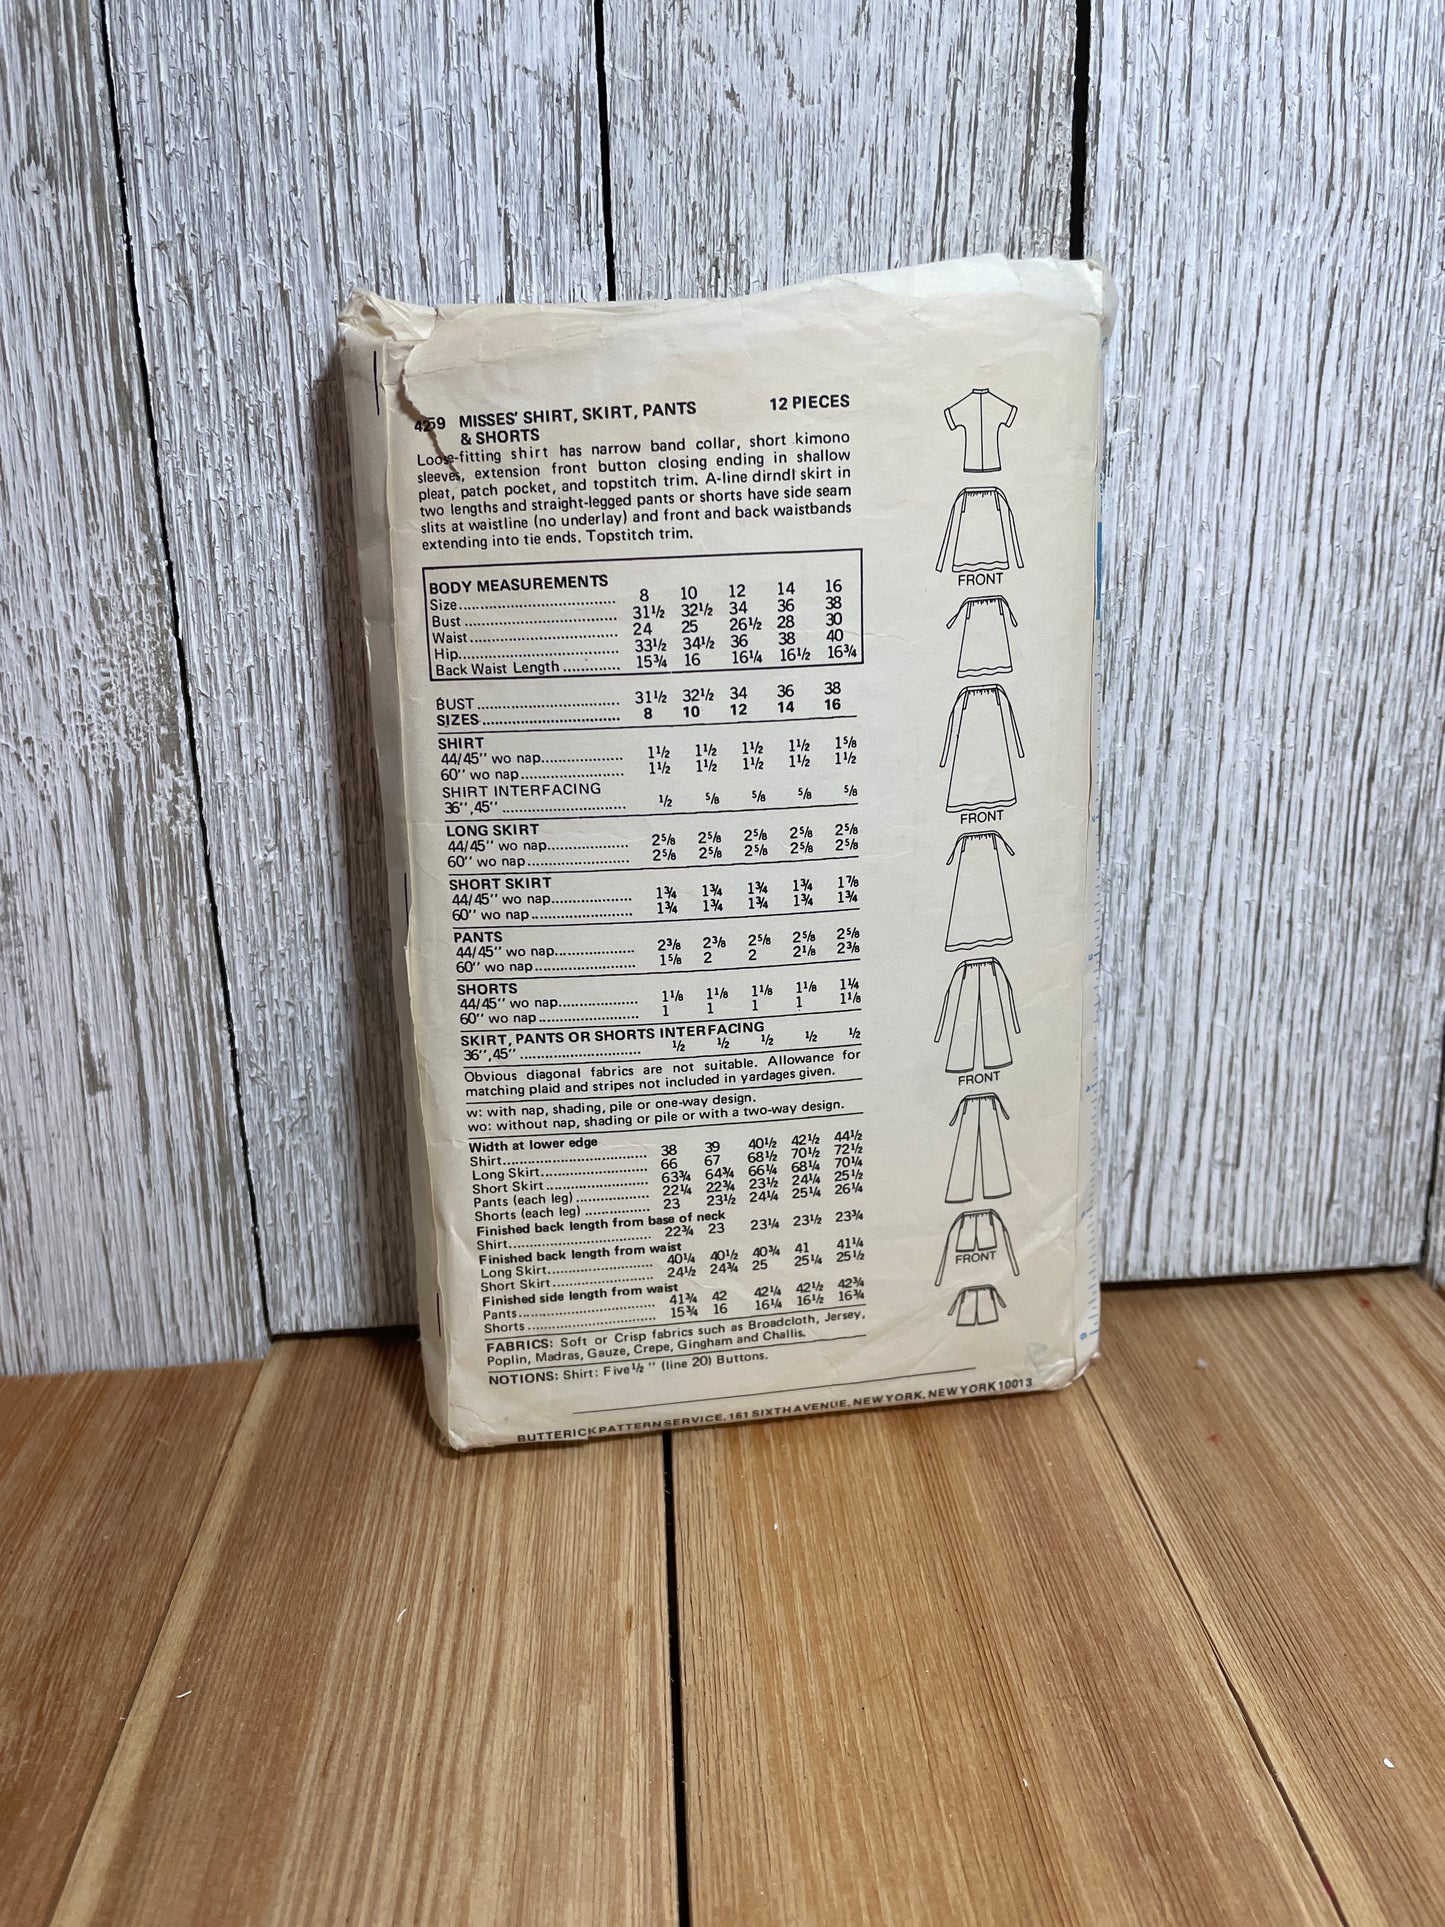 4259 MISSES' SHIRT, SKIRT, PANTS 12 PIECES
& SHORTS
Loose-fitting shirt has narrow band collar, short kimono
sleeves, extension front button closing ending in shallow
pleat, patch pocket, and topstitch trim. A-line dirndl skirt in
two lengths and straight-legged pants or shorts have side seam
slits at waistline (no underlay) and front and back waistbands
extending into tie ends. Topstitch trim.
BODY MEASUREMENTS
Size 8 10 12 14 16
Bust 31½ 32½ 34 36 38
Waist 24 25 26½ 28 30
Hip 33½ 34½ 36 38 40
Back Waist Length 15¾ 16 16¼ 16½ 16¾
BUST 31½ 32½ 34 36 38
SIZES 8 10 12 14 16
SHIRT
44/45" wo nap 1½ 1½ 1½ 1½ 1⅝
60" wo nap 1½ 1½ 1½ 1½ 1½
SHIRT INTERFACING
36",45" ½ ⅝ ⅝ ⅝ ⅝
LONG SKIRT
44/45" wo nap 2⅝ 2⅝ 2⅝ 2⅝ 2⅝
60" wo nap 2⅝ 2⅝ 2⅝ 2⅝ 2⅝
SHORT SKIRT
44/45" wo nap 1¾ 1¾ 1¾ 1¾ 1⅞
60" wo nap 1¾ 1¾ 1¾ 1¾ 1¾
PANTS
44/45" wo nap 2⅜ 2⅜ 2⅝ 2⅝ 2⅝
60" wo nap 1⅝ 2 2 2⅛ 2⅜
SHORTS
44/45" wo nap 1⅛ 1⅛ 1⅛ 1⅛ 1¼
60" wo nap 1 1 1 1 1⅛
SKIRT, PANTS OR SHORTS INTERFACING
36",45" ½ ½ ½ ½ ½
Obvious diagonal fabrics are not suitable. Allowance for
matching plaid and stripes not included in yardages given.
w: with nap, shading, pile or one-way design.
wo: without nap, shading or pile or with a two-way design.
Width at lower edge
Shirt 38 39 40½ 42½ 44½
Long Skirt 66 67 68½ 70½ 72½
Short Skirt 63¾ 64¾ 66¼ 68¼ 70¼
Pants (each leg) 22¼ 22¾ 23½ 24¼ 25½
Shorts (each leg) 23 23½ 24¼ 25¼ 26¼
Finished back length from base of neck
Shirt 22¾ 23 23¼ 23½ 23¾
Finished back length from waist
Long Skirt 40¼ 40½ 40¾ 41 41¼
Short Skirt 24½ 24¾ 25 25¼ 25½
Finished side length from waist
Pants 41¾ 42 42¼ 42½ 42¾
Shorts 15¾ 16 16¼ 16½ 16¾
FABRICS: Soft or Crisp fabrics such as Broadcloth, Jersey,
Poplin, Madras, Gauze, Crepe, Gingham and Challis.
NOTIONS: Shirt: Five ½" (line 20) Buttons.
BUTTERICK PATTERN SERVICE, 161 SIXTH AVENUE, NEW YORK, NEW YORK 10013
FRONT
FRONT
FRONT
FRONT